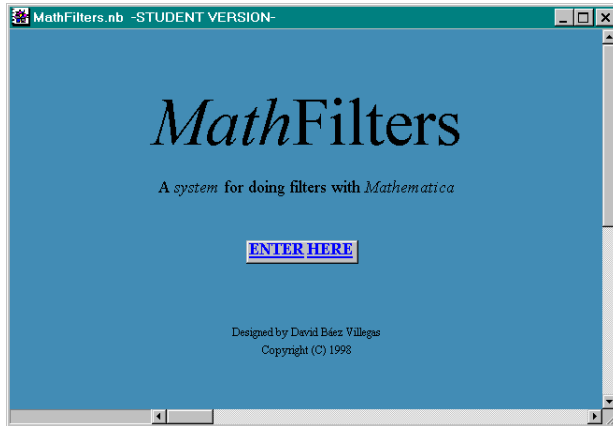 MathFilters.nb -STUDENT VERSION-
MathFilters
A system for doing filters with Mathematica
ENTER HERE
Designed by David Báez Villegas
Copyright (C) 1998